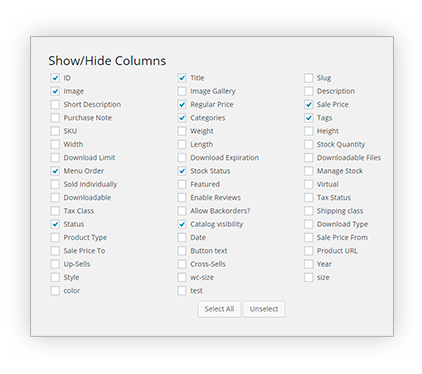 Show/Hide Columns
ID Title Slug
Image Image Gallery Description
Short Description Regular Price Sale Price
Purchase Note Categories Tags
SKU Weight Height
Width Length Stock Quantity
Download Limit Download Expiration Downloadable Files
Menu Order Stock Status Manage Stock
Sold Individually Featured Virtual
Downloadable Enable Reviews Tax Status
Tax Class Allow Backorders? Shipping class
Status Catalog visibility Download Type
Product Type Date Sale Price From
Sale Price To Button text Product URL
Up-Sells Cross-Sells Year
Style wc-size size
color test
Select All Unselect